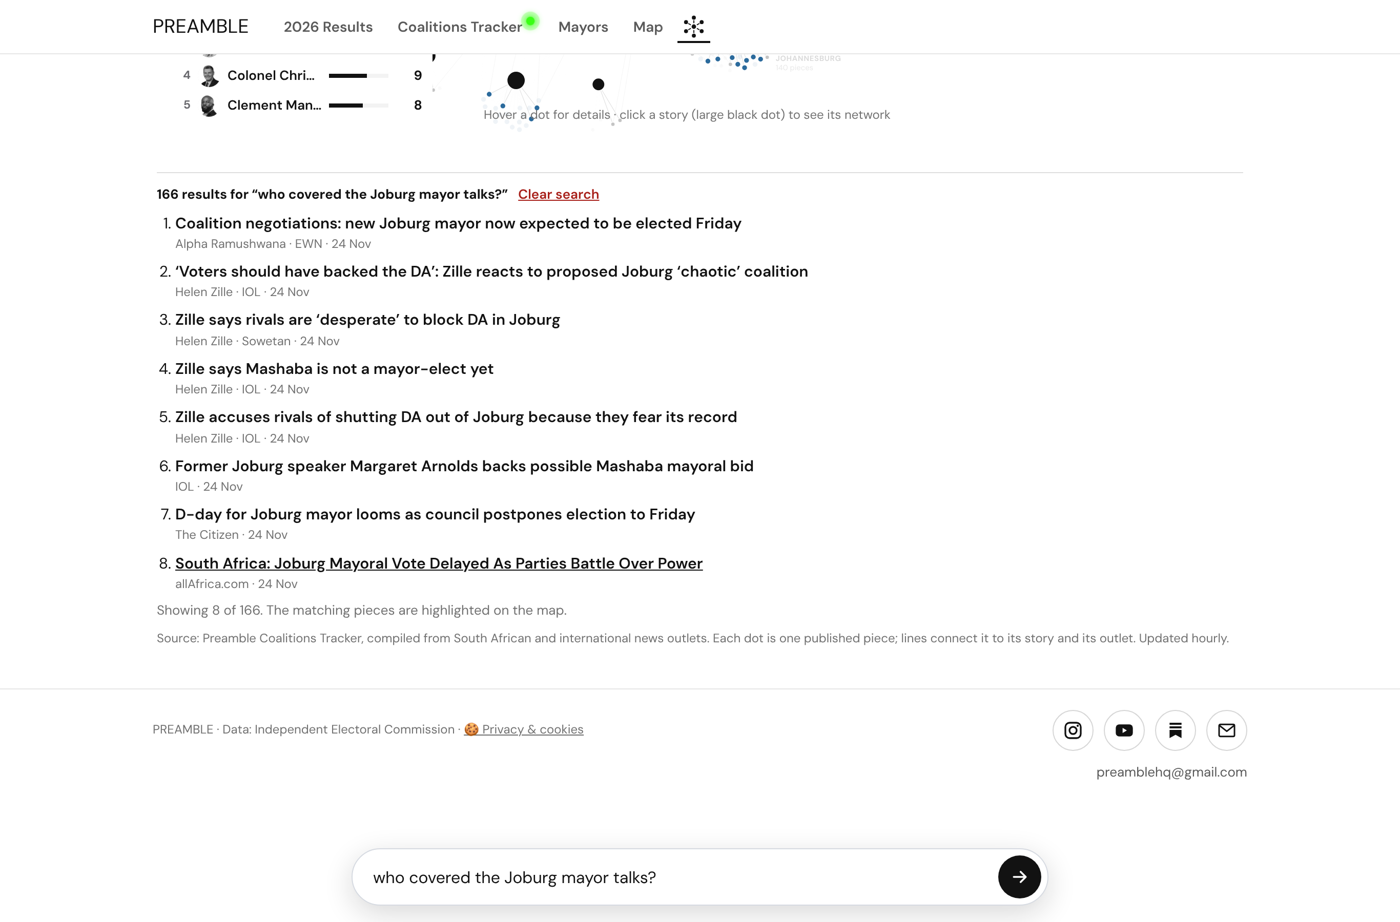 PREAMBLE 2026 Results Coalitions Tracker Mayors Map
4 Colonel Chri... 9
5 Clement Man... 8
JOHANNESBURG
Hover a dot for details · click a story (large black dot) to see its network
166 results for “who covered the Joburg mayor talks?” Clear search
1. Coalition negotiations: new Joburg mayor now expected to be elected Friday
Alpha Ramushwana · EWN · 24 Nov
2. ‘Voters should have backed the DA’: Zille reacts to proposed Joburg ‘chaotic’ coalition
Helen Zille · IOL · 24 Nov
3. Zille says rivals are ‘desperate’ to block DA in Joburg
Helen Zille · Sowetan · 24 Nov
4. Zille says Mashaba is not a mayor-elect yet
Helen Zille · IOL · 24 Nov
5. Zille accuses rivals of shutting DA out of Joburg because they fear its record
Helen Zille · IOL · 24 Nov
6. Former Joburg speaker Margaret Arnolds backs possible Mashaba mayoral bid
IOL · 24 Nov
7. D-day for Joburg mayor looms as council postpones election to Friday
The Citizen · 24 Nov
8. South Africa: Joburg Mayoral Vote Delayed As Parties Battle Over Power
allAfrica.com · 24 Nov
Showing 8 of 166. The matching pieces are highlighted on the map.
Source: Preamble Coalitions Tracker, compiled from South African and international news outlets. Each dot is one published piece; lines connect it to its story and its outlet. Updated hourly.
PREAMBLE · Data: Independent Electoral Commission · 🍪 Privacy & cookies
preamblehq@gmail.com
who covered the Joburg mayor talks?